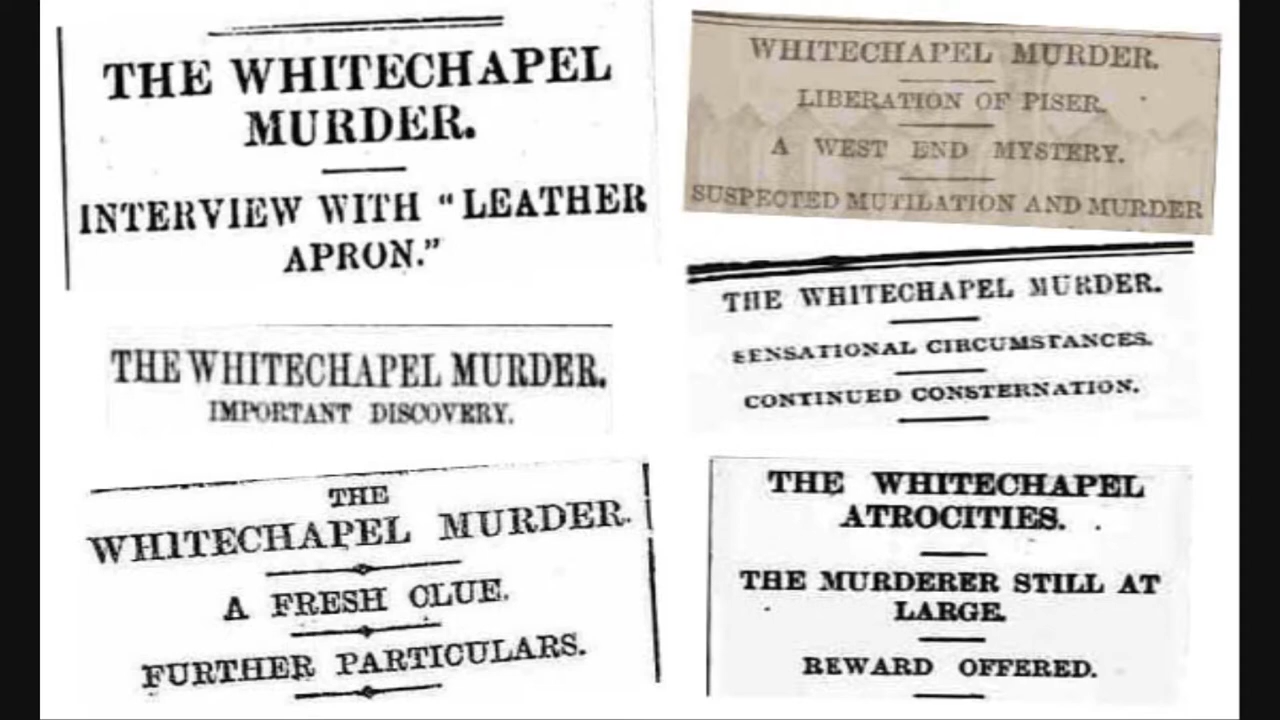 THE WHITECHAPEL
MURDER.
INTERVIEW WITH "LEATHER
APRON."
THE WHITECHAPEL MURDER.
IMPORTANT DISCOVERY.
THE
WHITECHAPEL MURDER.
A FRESH CLUE.
FURTHER PARTICULARS.
WHITECHAPEL MURDER.
LIBERATION OF PISER.
A WEST END MYSTERY.
SUSPECTED MUTILATION AND MURDER
THE WHITECHAPEL MURDER.
SENSATIONAL CIRCUMSTANCES.
CONTINUED CONSTERNATION.
THE WHITECHAPEL
ATROCITIES.
THE MURDERER STILL AT
LARGE.
REWARD OFFERED.